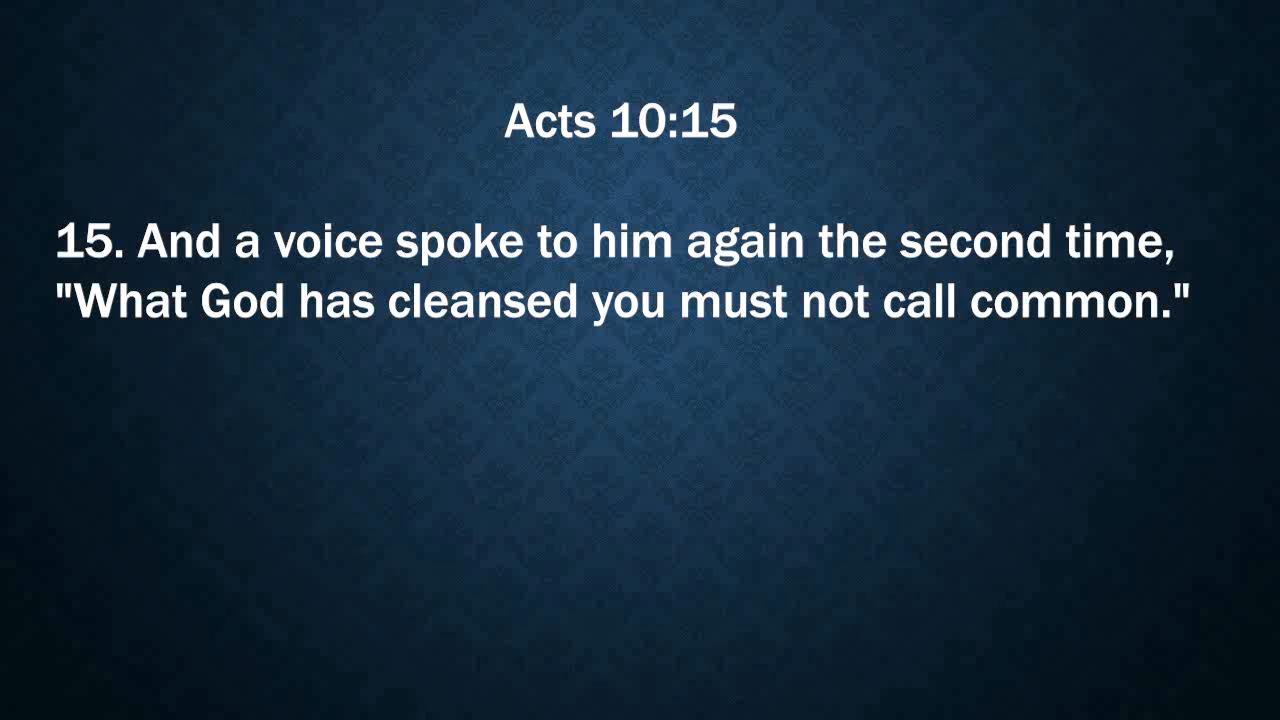 Acts 10:15
15. And a voice spoke to him again the second time,
"What God has cleansed you must not call common."